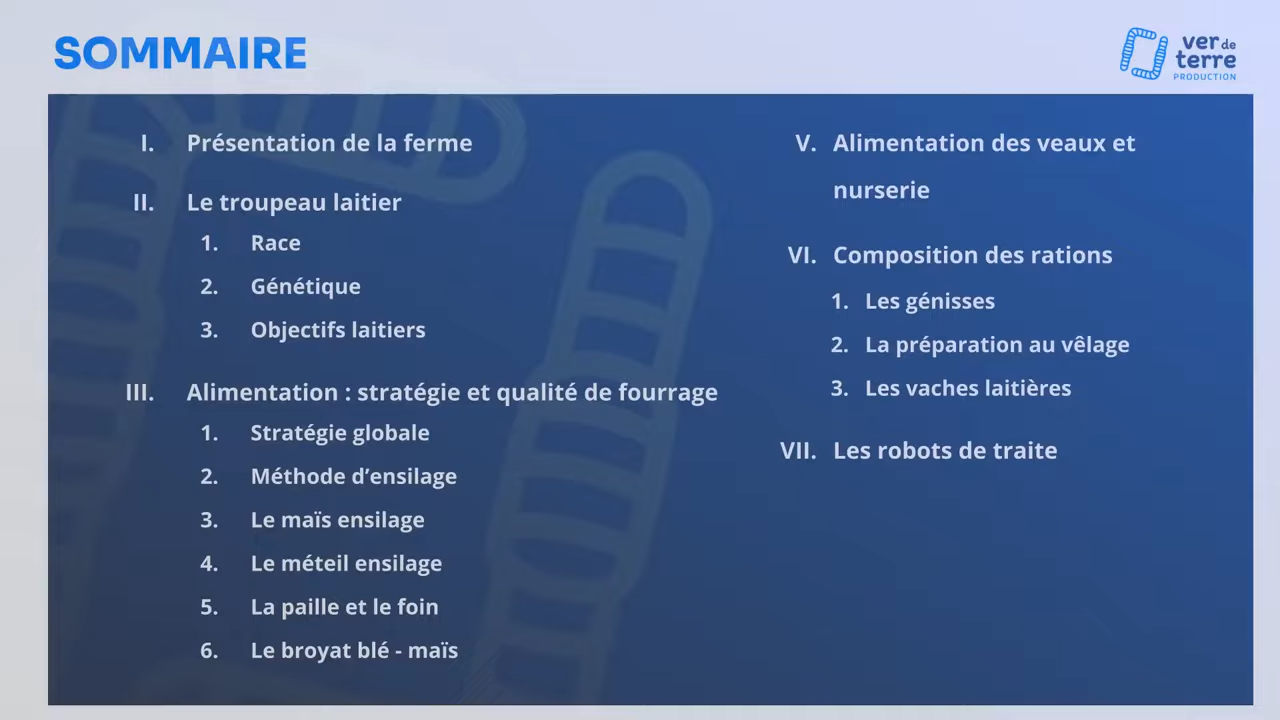 SOMMAIRE
ver de
terre
PRODUCTION
I. Présentation de la ferme
II. Le troupeau laitier
1. Race
2. Génétique
3. Objectifs laitiers
III. Alimentation : stratégie et qualité de fourrage
1. Stratégie globale
2. Méthode d’ensilage
3. Le maïs ensilage
4. Le méteil ensilage
5. La paille et le foin
6. Le broyat blé - maïs
V. Alimentation des veaux et
nurserie
VI. Composition des rations
1. Les génisses
2. La préparation au vêlage
3. Les vaches laitières
VII. Les robots de traite